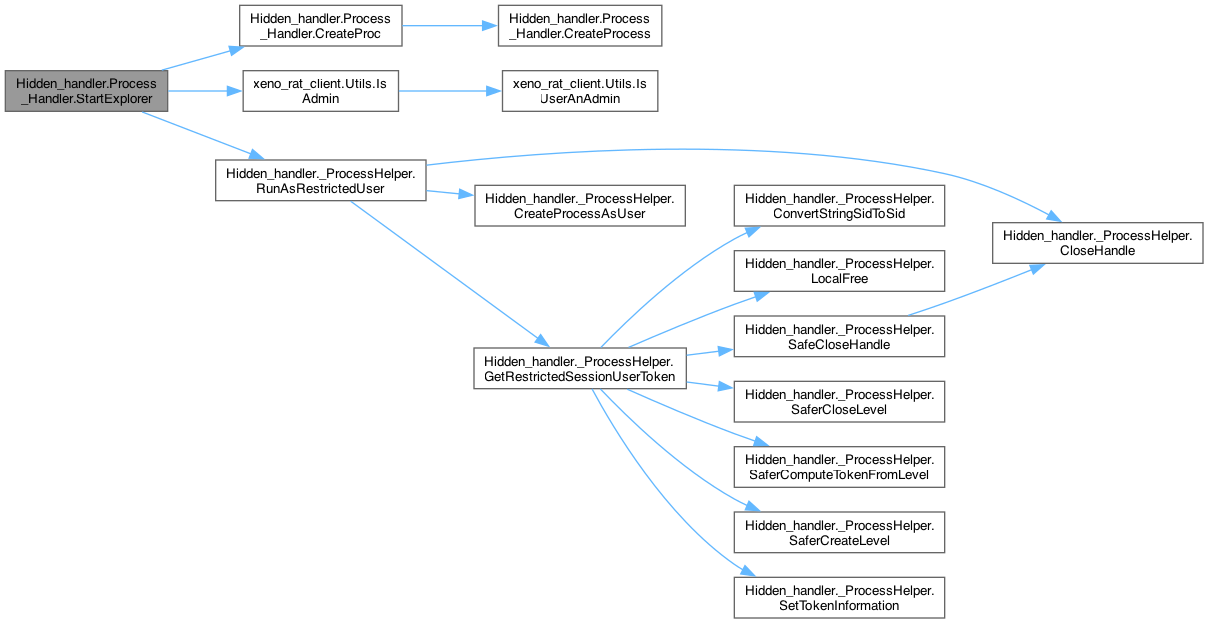 Hidden_handler.Process
_Handler.StartExplorer
Hidden_handler.Process
_Handler.CreateProc
Hidden_handler.Process
_Handler.CreateProcess
xeno_rat_client.Utils.Is
Admin
xeno_rat_client.Utils.Is
UserAnAdmin
Hidden_handler._ProcessHelper.
RunAsRestrictedUser
Hidden_handler._ProcessHelper.
CreateProcessAsUser
Hidden_handler._ProcessHelper.
GetRestrictedSessionUserToken
Hidden_handler._ProcessHelper.
ConvertStringSidToSid
Hidden_handler._ProcessHelper.
LocalFree
Hidden_handler._ProcessHelper.
SafeCloseHandle
Hidden_handler._ProcessHelper.
SaferCloseLevel
Hidden_handler._ProcessHelper.
SaferComputeTokenFromLevel
Hidden_handler._ProcessHelper.
SaferCreateLevel
Hidden_handler._ProcessHelper.
SetTokenInformation
Hidden_handler._ProcessHelper.
CloseHandle